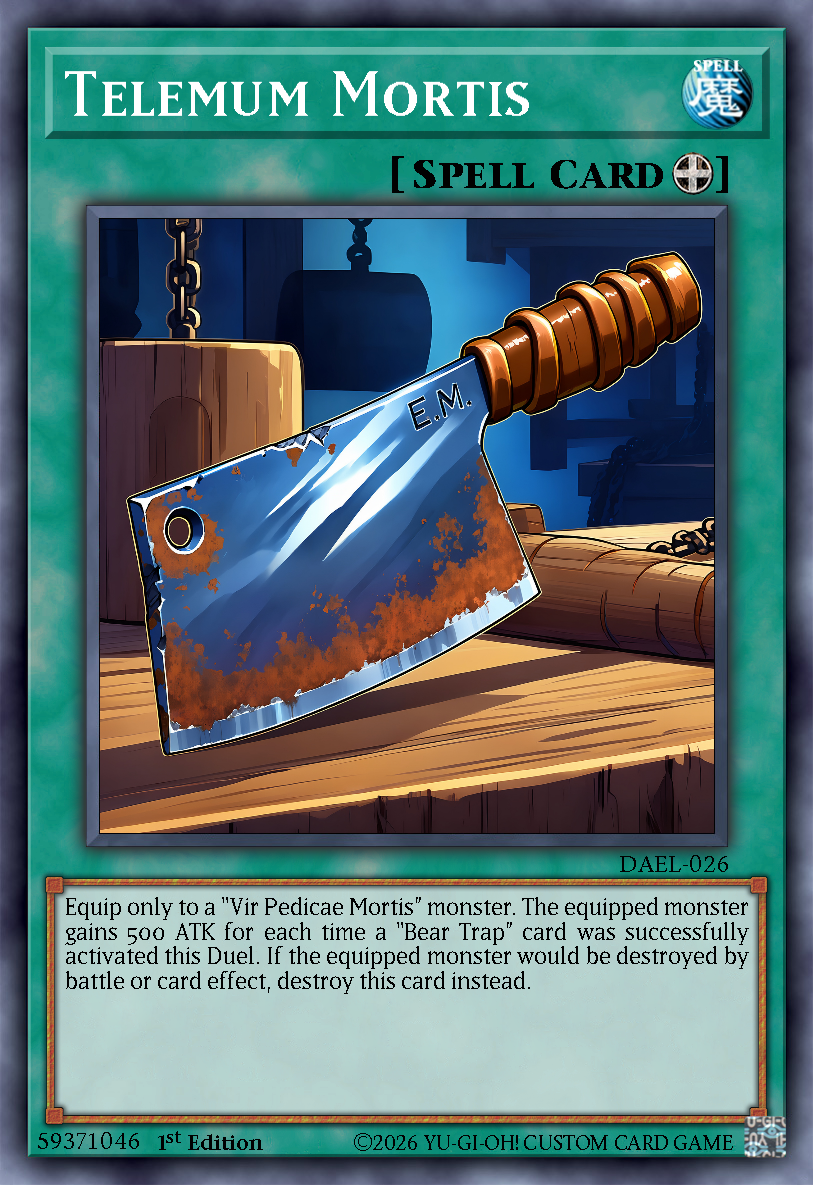 Telemum Mortis
SPELL
魔
[Spell Card]
E.M.
DAEL-026
Equip only to a "Vir Pedicae Mortis" monster. The equipped monster
gains 500 ATK for each time a "Bear Trap" card was successfully
activated this Duel. If the equipped monster would be destroyed by
battle or card effect, destroy this card instead.
59371046 1st Edition ©2026 YU-GI-OH! CUSTOM CARD GAME